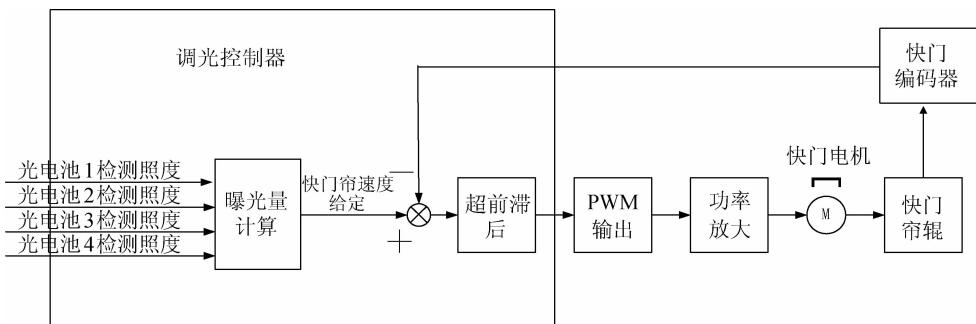 调光控制器
快门
编码器
光电池1检测照度
光电池2检测照度
光电池3检测照度
光电池4检测照度
曝光量
计算
快门帘速度
给定
－
＋
超前滞
后
PWM
输出
功率
放大
快门电机
M
快门
帘辊